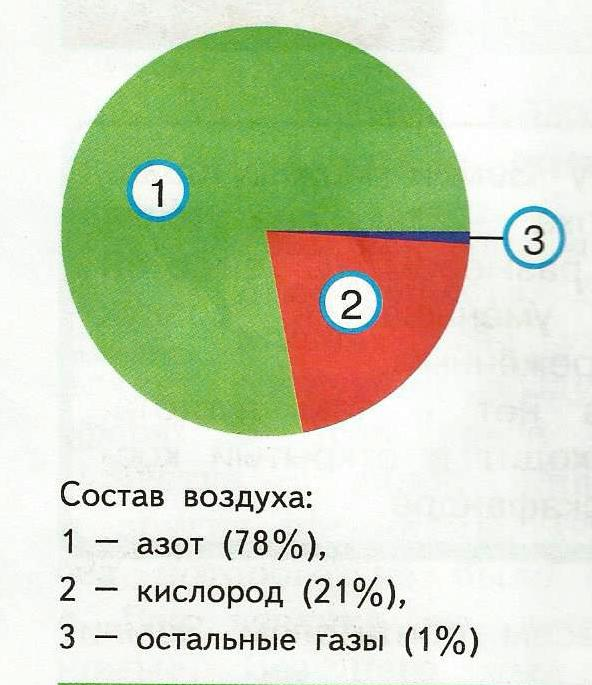 1
2
3
Состав воздуха:
1 — азот (78%),
2 — кислород (21%),
3 — остальные газы (1%)